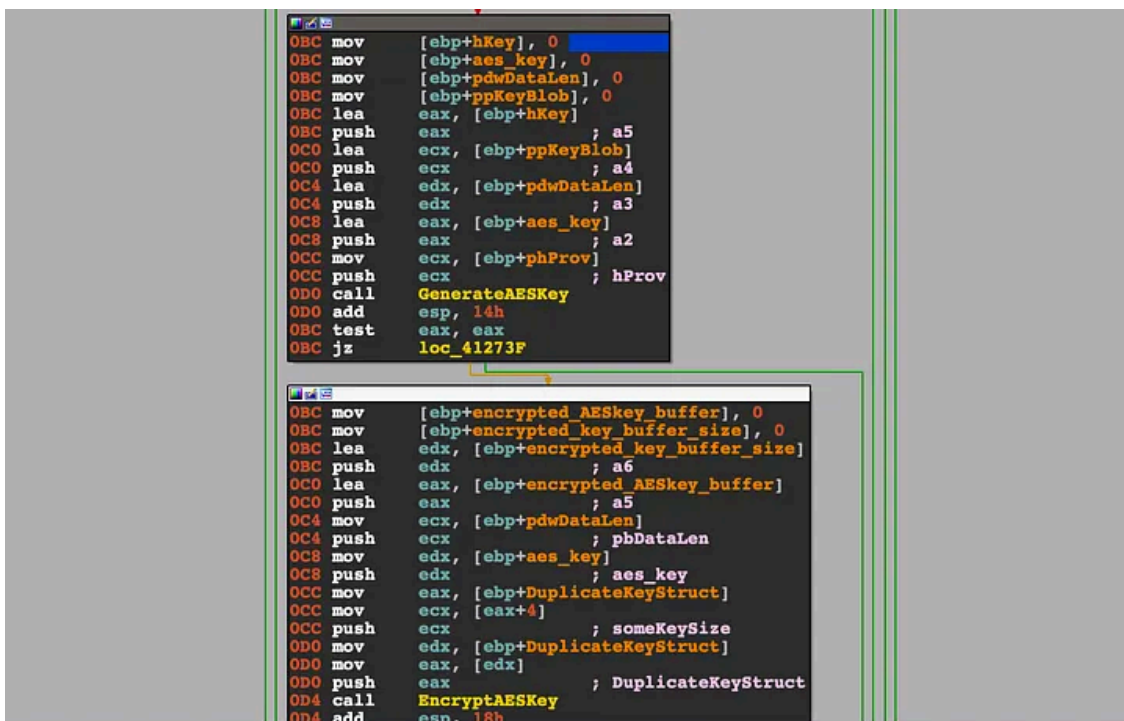 0BC mov [ebp+hKey], 0
0BC mov [ebp+aes_key], 0
0BC mov [ebp+pdwDataLen], 0
0BC mov [ebp+ppKeyBlob], 0
0BC lea eax, [ebp+hKey]
0BC push eax ; a5
0C0 lea ecx, [ebp+ppKeyBlob]
0C0 push ecx ; a4
0C4 lea edx, [ebp+pdwDataLen]
0C4 push edx ; a3
0C8 lea eax, [ebp+aes_key]
0C8 push eax ; a2
0CC mov ecx, [ebp+phProv]
0CC push ecx ; hProv
0D0 call GenerateAESKey
0D0 add esp, 14h
0BC test eax, eax
0BC jz loc_41273F
0BC mov [ebp+encrypted_AESkey_buffer], 0
0BC mov [ebp+encrypted_key_buffer_size], 0
0BC lea edx, [ebp+encrypted_key_buffer_size]
0BC push edx ; a6
0C0 lea eax, [ebp+encrypted_AESkey_buffer]
0C0 push eax ; a5
0C4 mov ecx, [ebp+pdwDataLen]
0C4 push ecx ; pbDataLen
0C8 mov edx, [ebp+aes_key]
0C8 push edx ; aes_key
0CC mov eax, [ebp+DuplicateKeyStruct]
0CC mov ecx, [eax+4]
0CC push ecx ; someKeySize
0D0 mov edx, [ebp+DuplicateKeyStruct]
0D0 mov eax, [edx]
0D0 push eax ; DuplicateKeyStruct
0D4 call EncryptAESKey
0D4 add esp, 18h